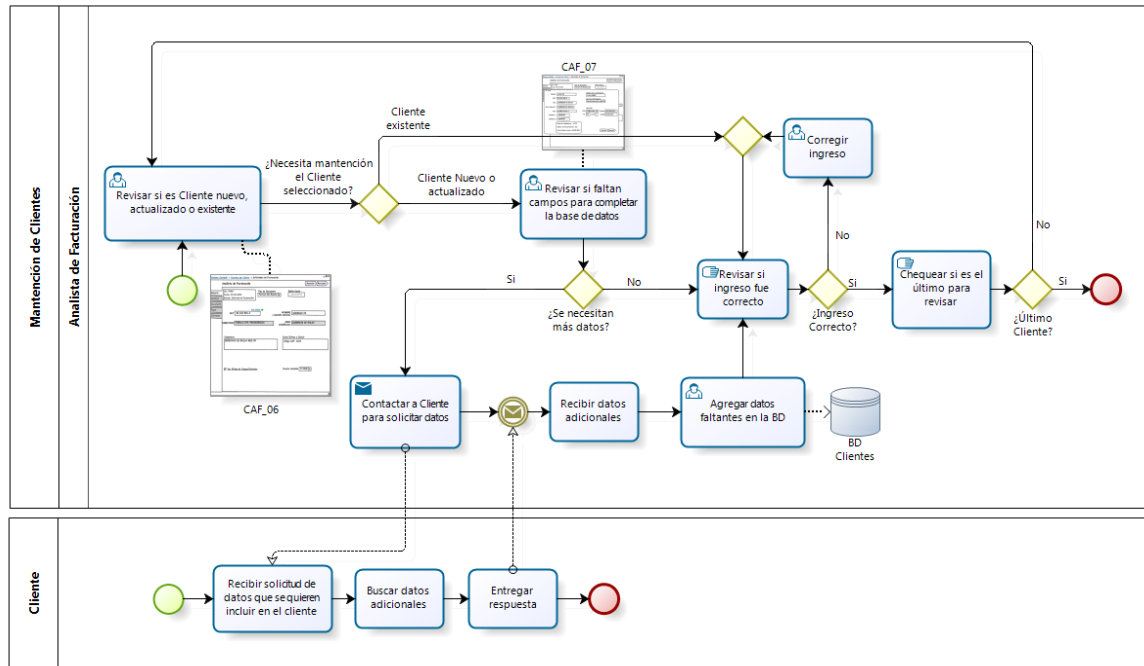 Mantención de Clientes
Analista de Facturación
CAF_07
Cliente
existente
Corregir
ingreso
¿Necesita mantención
el Cliente
seleccionado?
Cliente Nuevo o
actualizado
Revisar si es Cliente nuevo,
actualizado o existente
Revisar si faltan
campos para completar
la base de datos
No
No
Revisar si
ingreso fue
correcto
Chequear si es el
último para
revisar
Si
No
Si
Si
¿Se necesitan
más datos?
¿Ingreso
Correcto?
¿Último
Cliente?
CAF_06
Contactar a Cliente
para solicitar datos
Recibir datos
adicionales
Agregar datos
faltantes en la BD
BD
Clientes
Cliente
Recibir solicitud de
datos que se quieren
incluir en el cliente
Buscar datos
adicionales
Entregar
respuesta